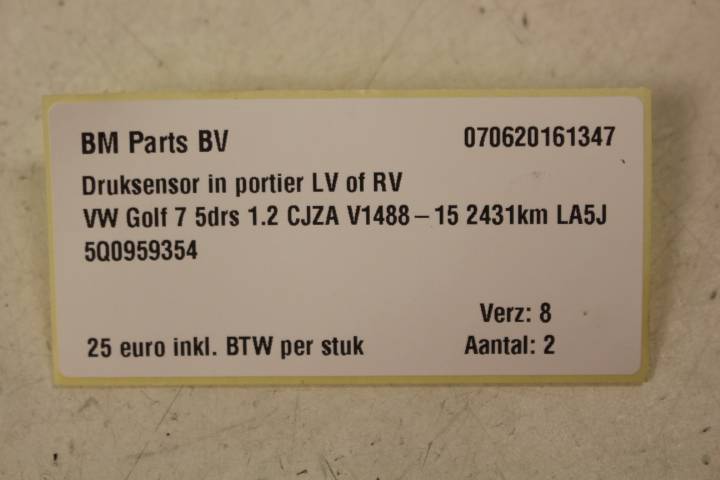 BM Parts BV 070620161347
Druksensor in portier LV of RV
VW Golf 7 5drs 1.2 CJZA V1488 – 15 2431km LA5J
5Q0959354
Verz: 8
25 euro inkl. BTW per stuk Aantal: 2